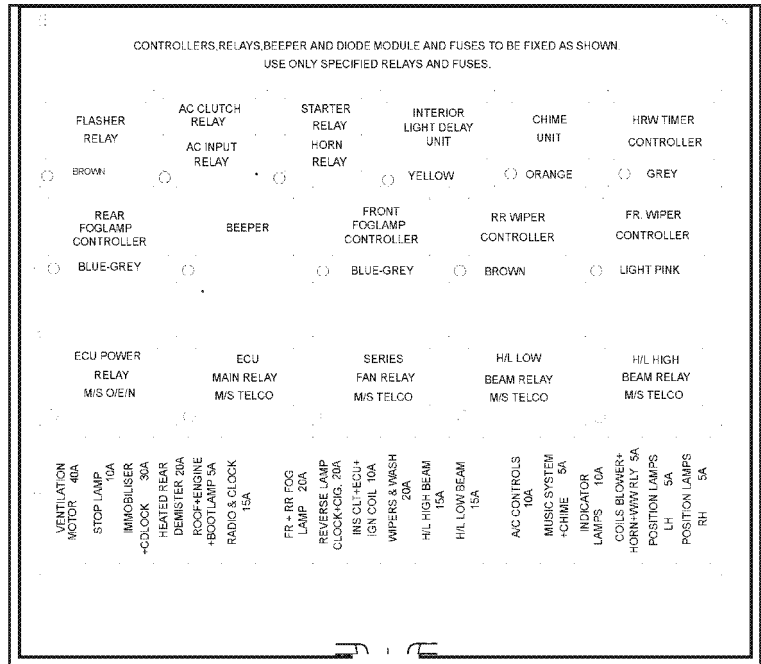 CONTROLLERS,RELAYS,BEEPER AND DIODE MODULE AND FUSES TO BE FIXED AS SHOWN.
USE ONLY SPECIFIED RELAYS AND FUSES.
FLASHER
RELAY
BROWN
AC CLUTCH
RELAY
AC INPUT
RELAY
STARTER
RELAY
HORN
RELAY
INTERIOR
LIGHT DELAY
UNIT
YELLOW
CHIME
UNIT
ORANGE
HRW TIMER
CONTROLLER
GREY
REAR
FOGLAMP
CONTROLLER
BLUE-GREY
BEEPER
FRONT
FOGLAMP
CONTROLLER
BLUE-GREY
RR WIPER
CONTROLLER
BROWN
FR. WIPER
CONTROLLER
LIGHT PINK
ECU POWER
RELAY
M/S O/E/N
ECU
MAIN RELAY
M/S TELCO
SERIES
FAN RELAY
M/S TELCO
H/L LOW
BEAM RELAY
M/S TELCO
H/L HIGH
BEAM RELAY
M/S TELCO
VENTILATION
MOTOR 40A
STOP LAMP
10A
IMMOBILISER
+CDLOCK 30A
HEATED REAR
DEMISTER 20A
ROOF+ENGINE
+BOOTLAMP 5A
RADIO & CLOCK
15A
FR + RR FOG
LAMP 20A
REVERSE LAMP
CLOCK+CIG. 20A
INS CLT+ECU+
IGN COIL 10A
WIPERS & WASH
20A
H/L HIGH BEAM
15A
H/L LOW BEAM
15A
A/C CONTROLS
10A
MUSIC SYSTEM
+CHIME 5A
INDICATOR
LAMPS 10A
COILS BLOWER+
HORN+W/W RLY 5A
POSITION LAMPS
LH 5A
POSITION LAMPS
RH 5A